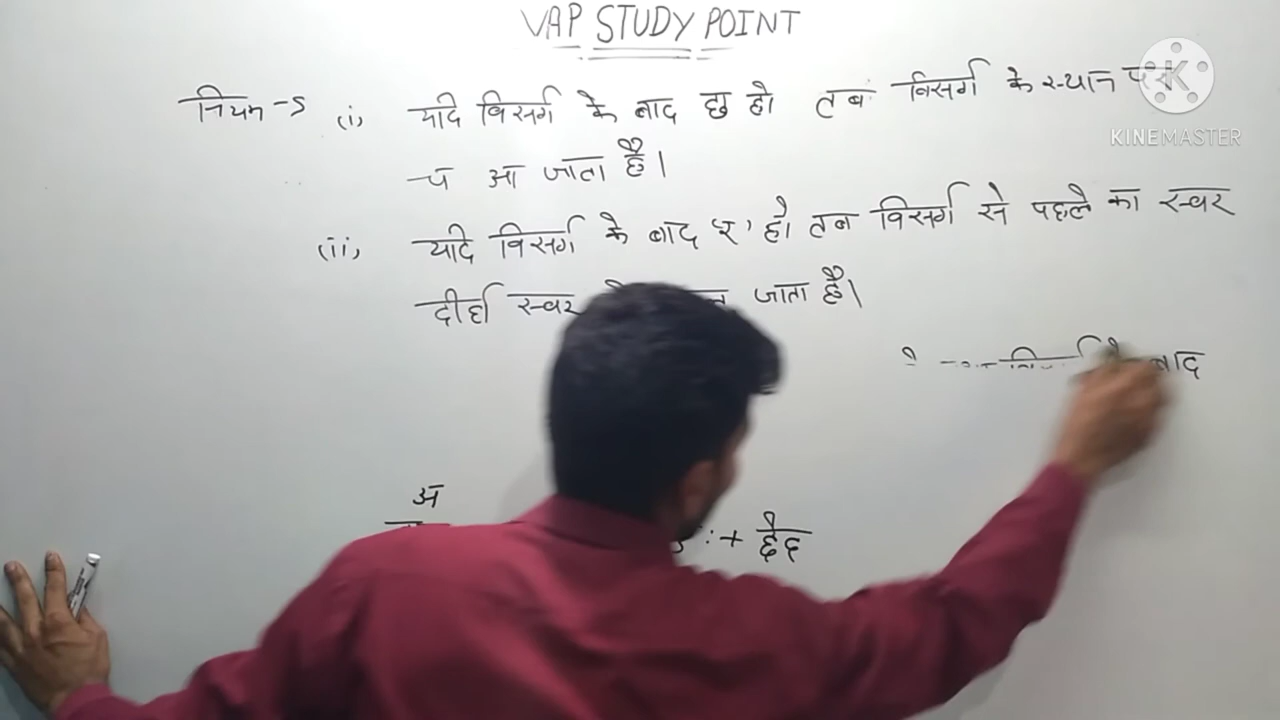 VAP STUDY POINT
KINEMASTER
नियम -5 (i) यदि विसर्ग के बाद छ हो तब विसर्ग के स्थान पर
च आ जाता है।
(ii) यदि विसर्ग के बाद 'र' हो तब विसर्ग से पहले का स्वर
दीर्घ स्वर जाता है।
बाद
अ
: + छेद